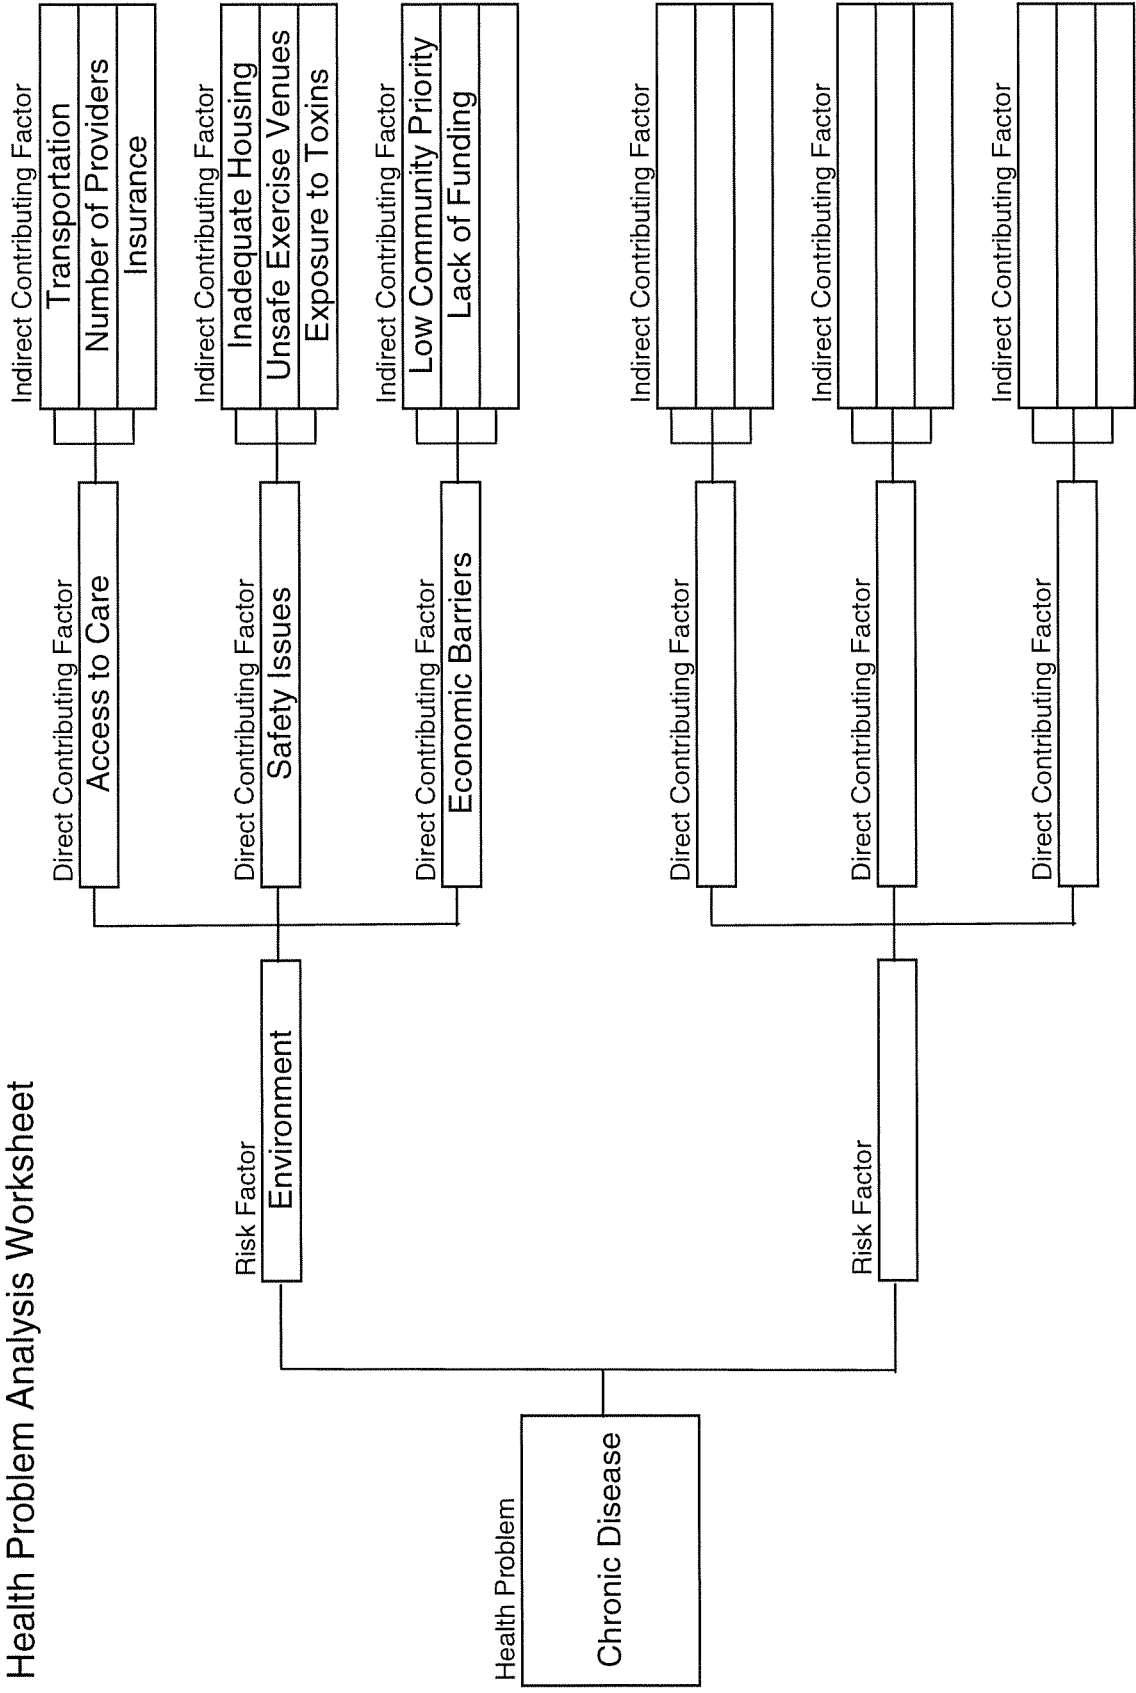 Health Problem Analysis Worksheet
Health Problem
Chronic Disease
Risk Factor
Environment
Direct Contributing Factor
Access to Care
Indirect Contributing Factor
Transportation
Number of Providers
Insurance
Direct Contributing Factor
Safety Issues
Indirect Contributing Factor
Inadequate Housing
Unsafe Exercise Venues
Exposure to Toxins
Direct Contributing Factor
Economic Barriers
Indirect Contributing Factor
Low Community Priority
Lack of Funding
Risk Factor
Direct Contributing Factor
Indirect Contributing Factor
Direct Contributing Factor
Indirect Contributing Factor
Direct Contributing Factor
Indirect Contributing Factor